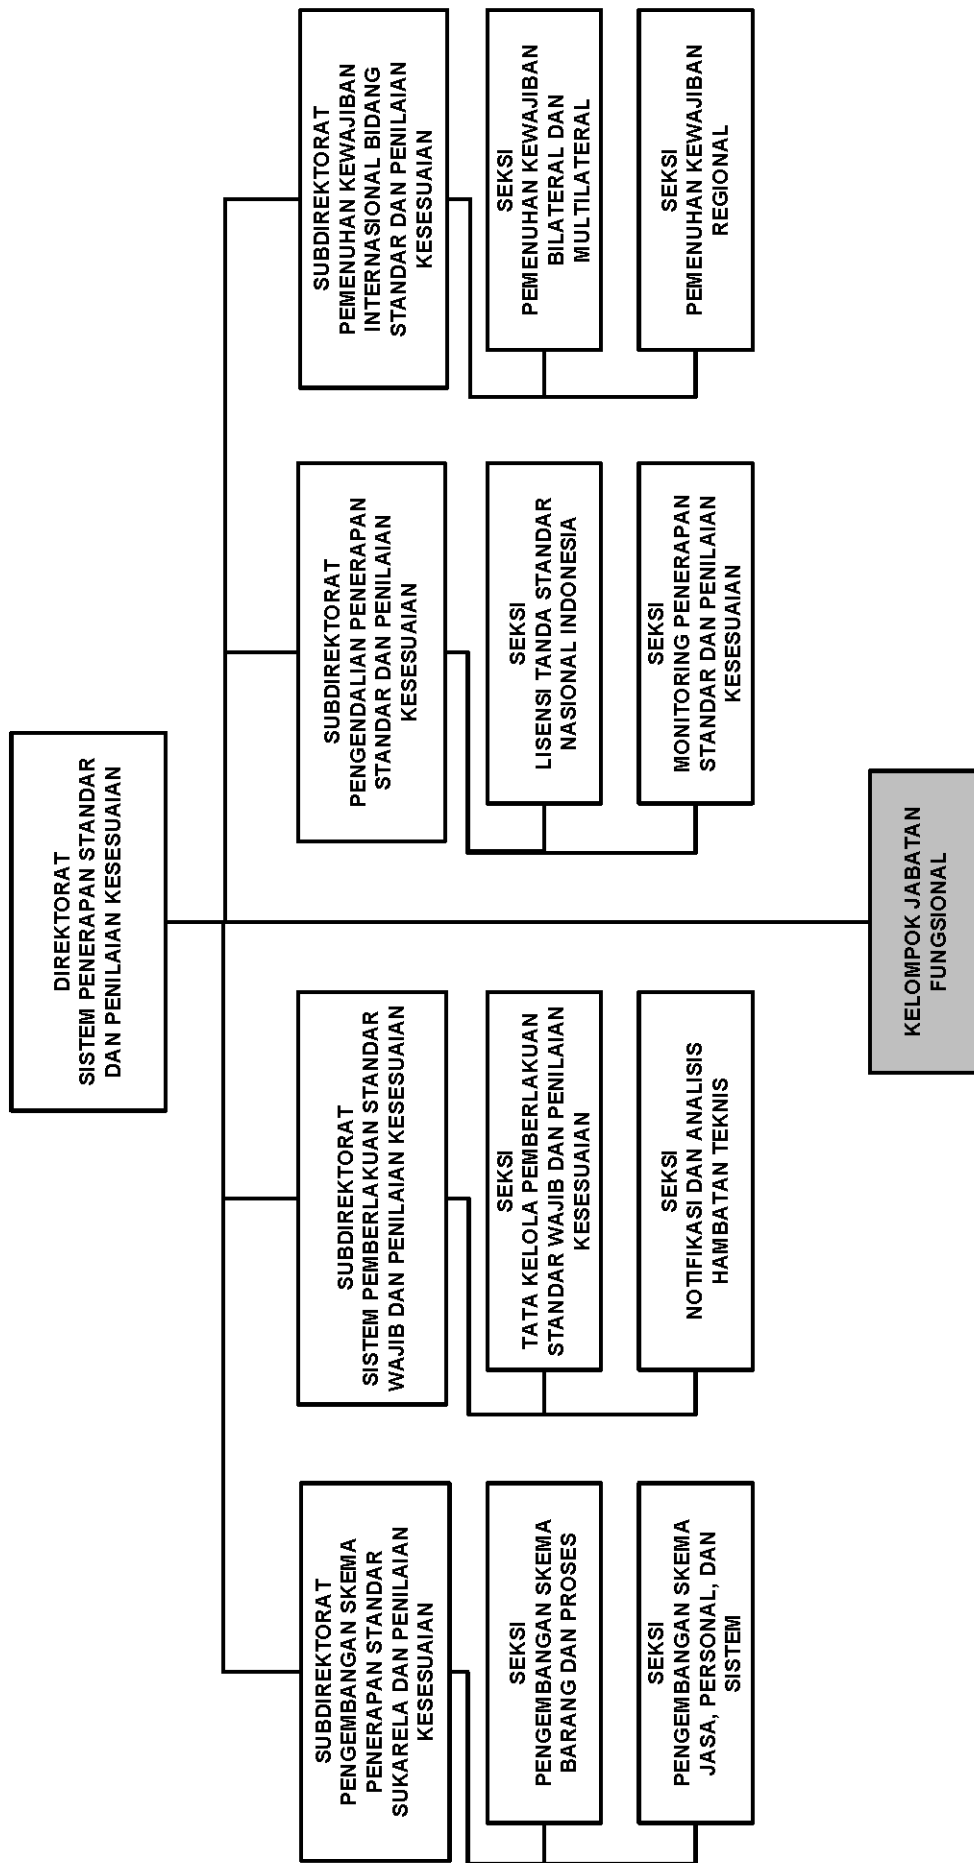 DIREKTORAT
SISTEM PENERAPAN STANDAR
DAN PENILAIAN KESESUAIAN
SUBDIREKTORAT
PENGEMBANGAN SKEMA
PENERAPAN STANDAR
SUKARELA DAN PENILAIAN
KESESUAIAN
SEKSI
PENGEMBANGAN SKEMA
BARANG DAN PROSES
SEKSI
PENGEMBANGAN SKEMA
JASA, PERSONAL, DAN
SISTEM
SUBDIREKTORAT
SISTEM PEMBERLAKUAN STANDAR
WAJIB DAN PENILAIAN KESESUAIAN
SEKSI
TATA KELOLA PEMBERLAKUAN
STANDAR WAJIB DAN PENILAIAN
KESESUAIAN
SEKSI
NOTIFIKASI DAN ANALISIS
HAMBATAN TEKNIS
SUBDIREKTORAT
PENGENDALIAN PENERAPAN
STANDAR DAN PENILAIAN
KESESUAIAN
SEKSI
LISENSI TANDA STANDAR
NASIONAL INDONESIA
SEKSI
MONITORING PENERAPAN
STANDAR DAN PENILAIAN
KESESUAIAN
SUBDIREKTORAT
PEMENUHAN KEWAJIBAN
INTERNASIONAL BIDANG
STANDAR DAN PENILAIAN
KESESUAIAN
SEKSI
PEMENUHAN KEWAJIBAN
BILATERAL DAN
MULTILATERAL
SEKSI
PEMENUHAN KEWAJIBAN
REGIONAL
KELOMPOK JABATAN
FUNGSIONAL